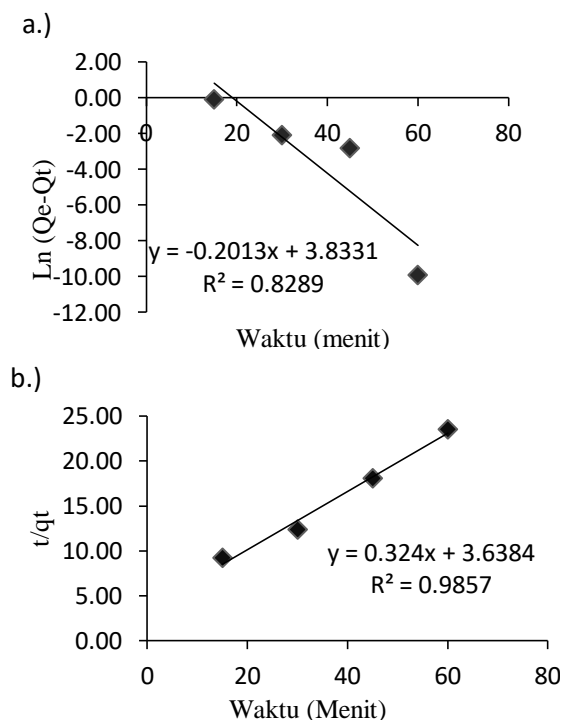 a.)
2.00
0.00
-2.00
-4.00
-6.00
-8.00
-10.00
-12.00
0
20
40
60
80
Ln (Qe-Qt)
y = -0.2013x + 3.8331
R² = 0.8289
Waktu (menit)
b.)
25.00
20.00
15.00
10.00
5.00
0.00
t/qt
y = 0.324x + 3.6384
R² = 0.9857
0
20
40
60
80
Waktu (Menit)